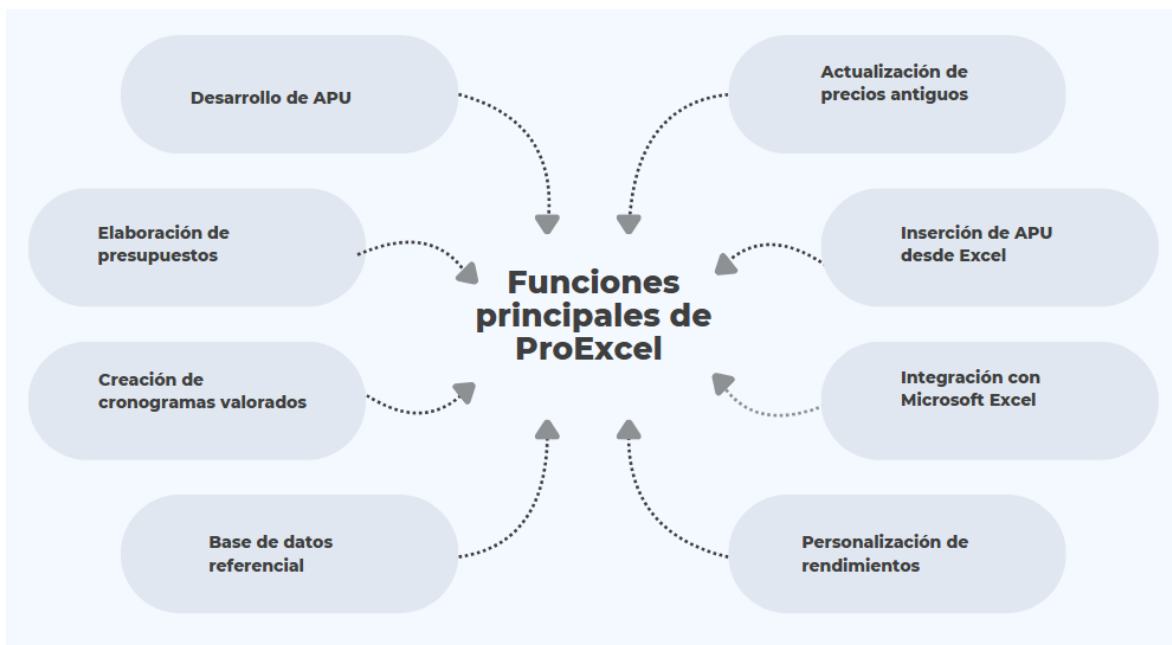 Desarrollo de APU
Actualización de
precios antiguos
Elaboración de
presupuestos
Inserción de APU
desde Excel
Funciones
principales de
ProExcel
Creación de
cronogramas valorados
Integración con
Microsoft Excel
Base de datos
referencial
Personalización de
rendimientos